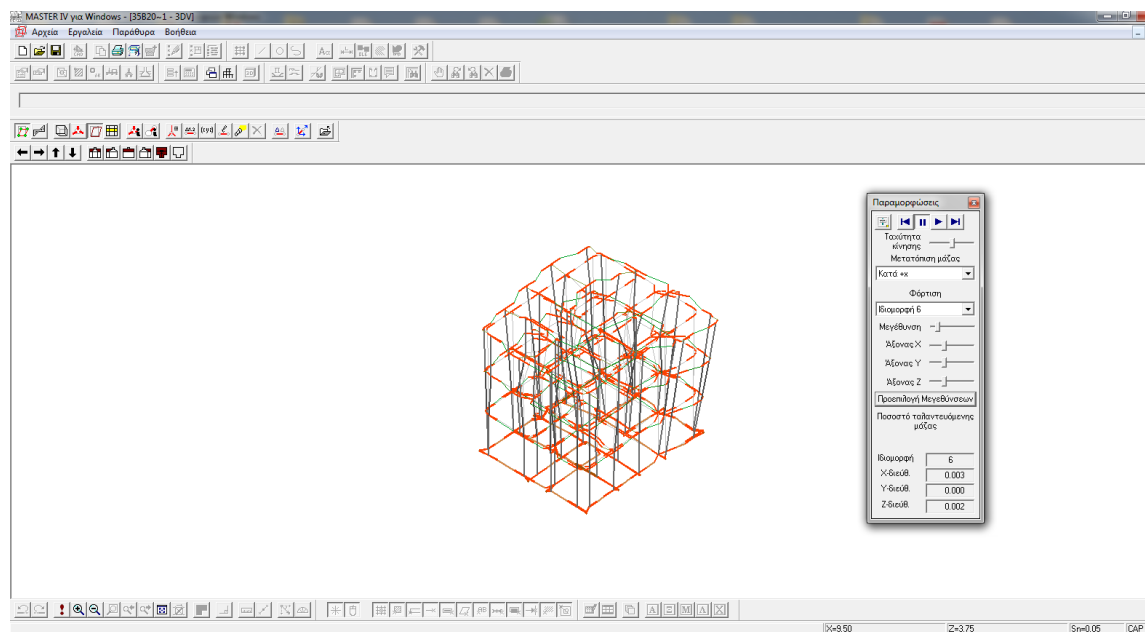 MASTER IV για Windows - [35B20~1 - 3DV]
Αρχεία Εργαλεία Παράθυρα Βοήθεια
Παραμορφώσεις
Ταχύτητα
κίνησης
Μετατόπιση μάζας
Κατά +x
Φόρτιση
Ιδιομορφή 6
Μεγέθυνση
Άξονας X
Άξονας Y
Άξονας Z
Προεπιλογή Μεγεθύνσεων
Ποσοστό ταλαντευόμενης
μάζας
Ιδιομορφή 6
X-διεύθ. 0.003
Y-διεύθ. 0.000
Z-διεύθ. 0.002
X=9.50 Z=3.75 Sn=0.05 CAP